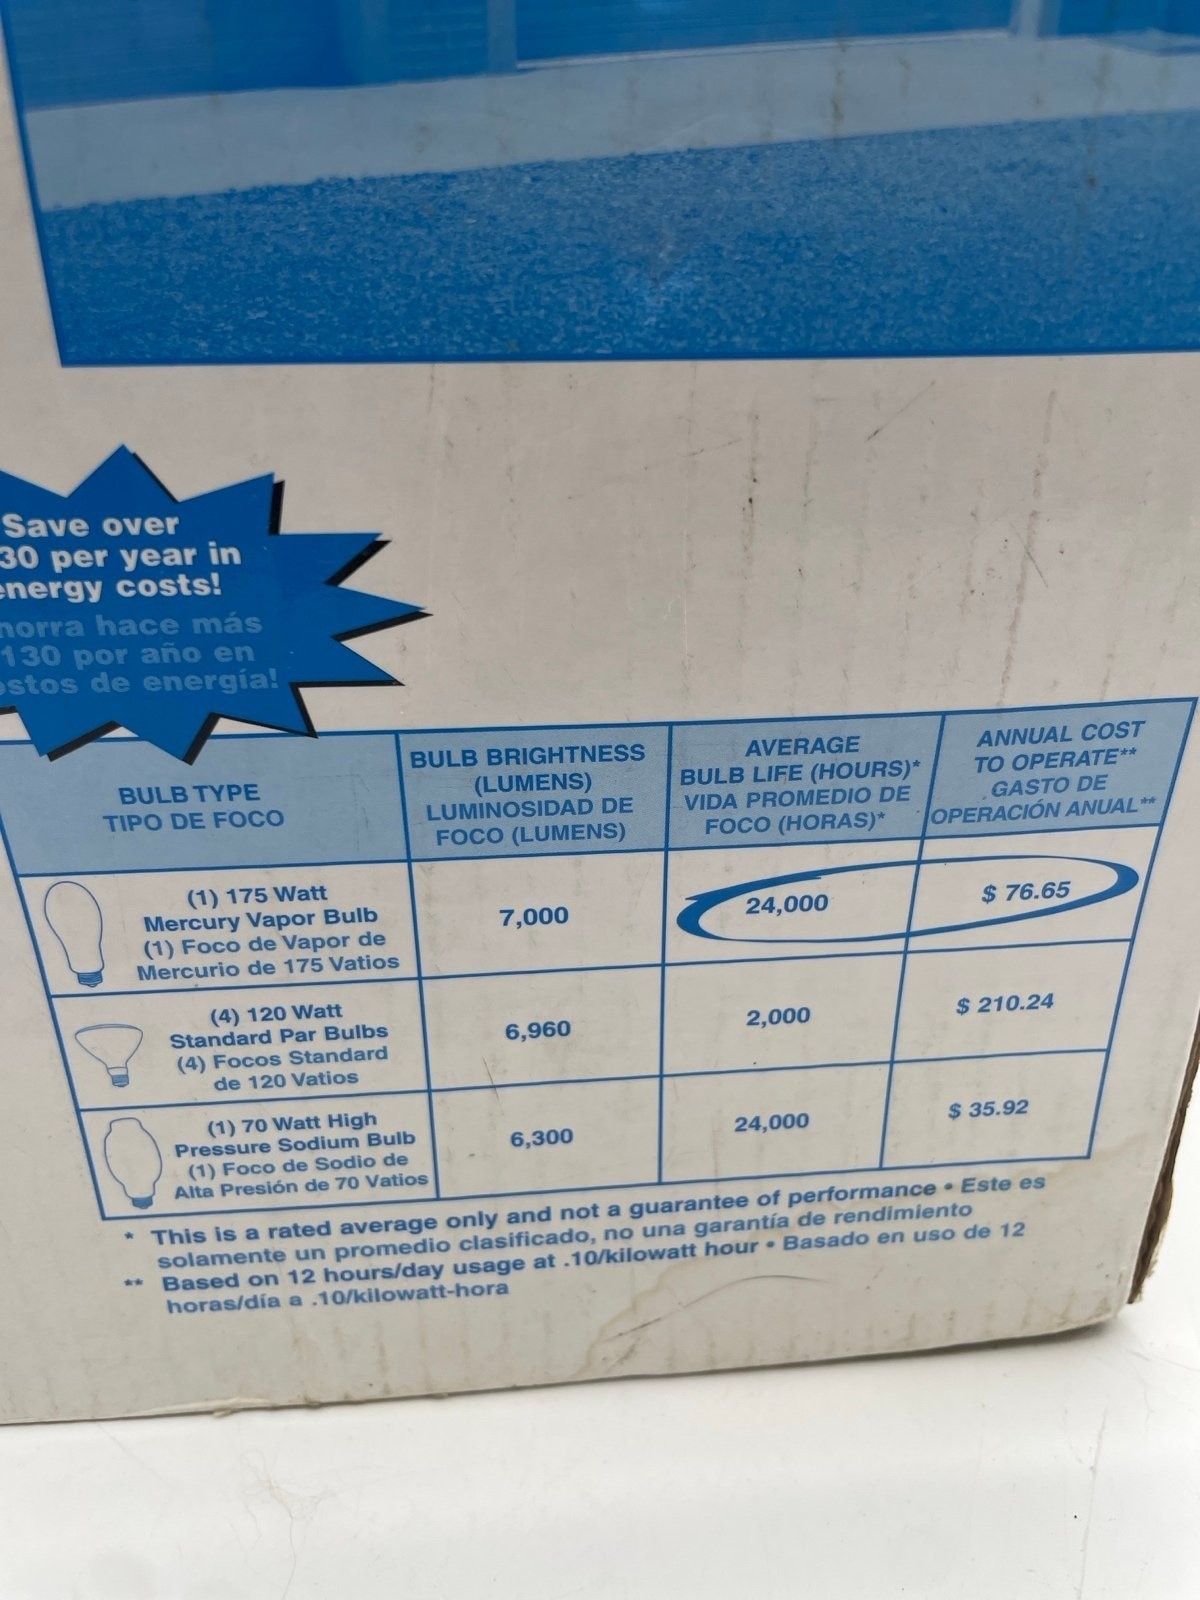 Save over
30 per year in
energy costs!
horra hace más
130 por año en
ostos de energía!
BULB TYPE
TIPO DE FOCO
BULB BRIGHTNESS
(LUMENS)
LUMINOSIDAD DE
FOCO (LUMENS)
AVERAGE
BULB LIFE (HOURS)*
VIDA PROMEDIO DE
FOCO (HORAS)*
ANNUAL COST
TO OPERATE**
GASTO DE
OPERACIÓN ANUAL**
(1) 175 Watt
Mercury Vapor Bulb
(1) Foco de Vapor de
Mercurio de 175 Vatios
7,000
24,000
$ 76.65
(4) 120 Watt
Standard Par Bulbs
(4) Focos Standard
de 120 Vatios
6,960
2,000
$ 210.24
(1) 70 Watt High
Pressure Sodium Bulb
(1) Foco de Sodio de
Alta Presión de 70 Vatios
6,300
24,000
$ 35.92
* This is a rated average only and not a guarantee of performance • Este es
solamente un promedio clasificado, no una garantía de rendimiento
** Based on 12 hours/day usage at .10/kilowatt hour • Basado en uso de 12
horas/día a .10/kilowatt-hora